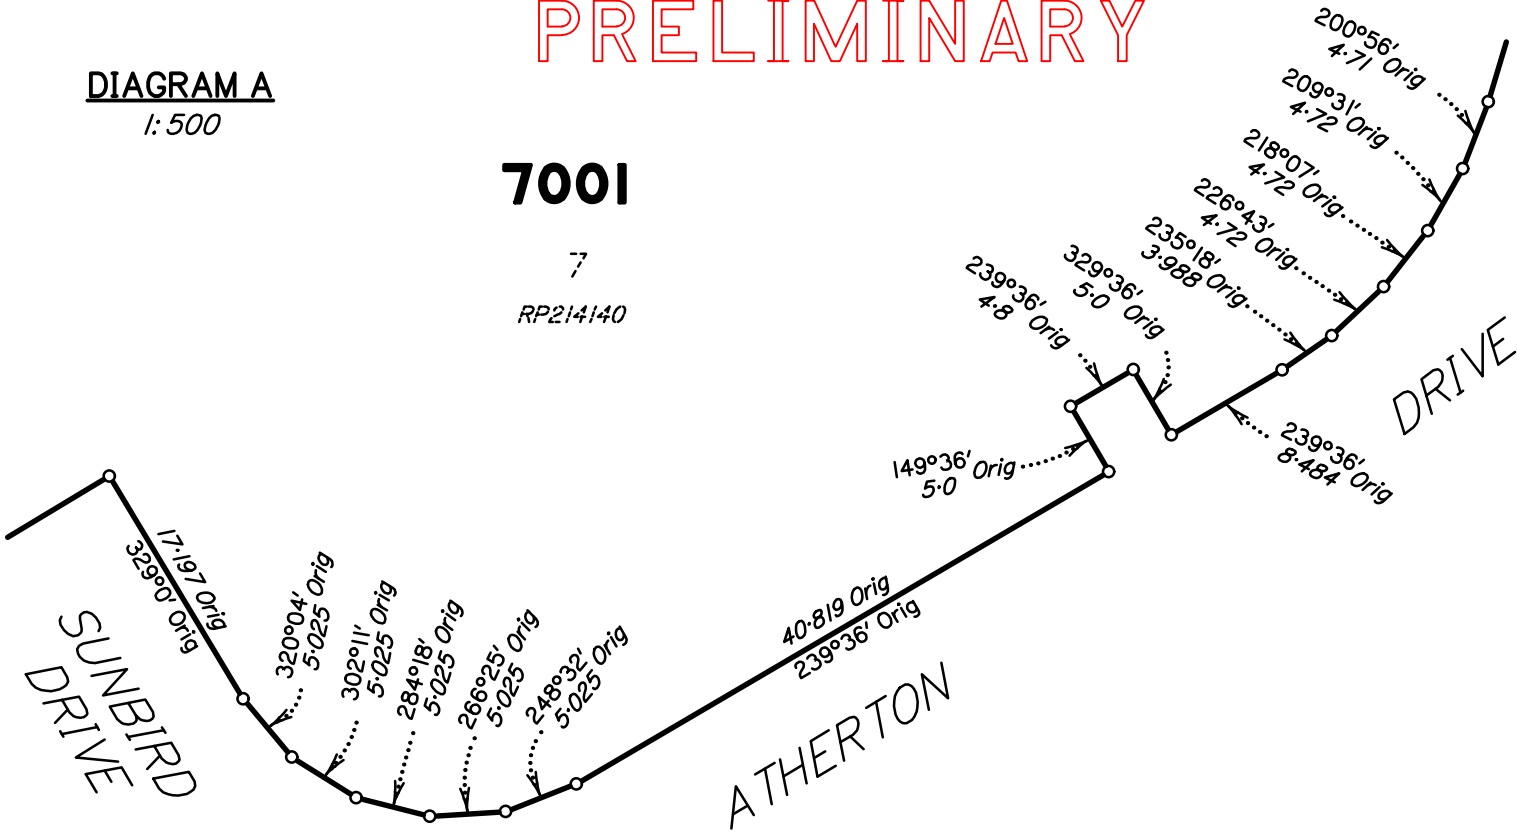 PRELIMINARY
DIAGRAM A
1:500
7001
7
RP214140
200°56' Orig
4·71
209°31' Orig
4·72
218°07' Orig
4·72
226°43' Orig
4·72
235°18' Orig
3·988
329°36' Orig
5·0
239°36' Orig
4·8
149°36' Orig
5·0
239°36' Orig
8·484
DRIVE
17·197 Orig
329°0' Orig
320°04' Orig
5·025
302°11' Orig
5·025
284°18' Orig
5·025
266°25' Orig
5·025
248°32' Orig
5·025
40·819 Orig
239°36' Orig
SUNBIRD
DRIVE
ATHERTON